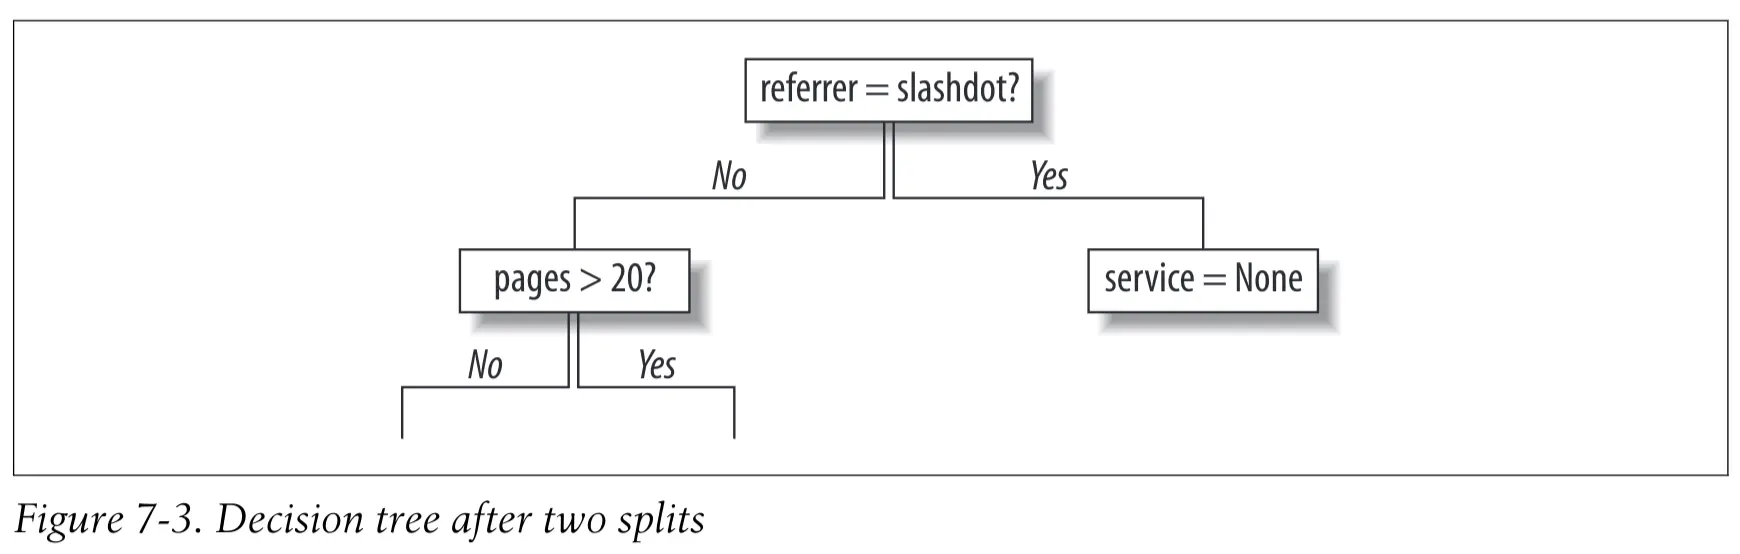 referrer = slashdot?
No
Yes
pages > 20?
service = None
No
Yes
Figure 7-3. Decision tree after two splits